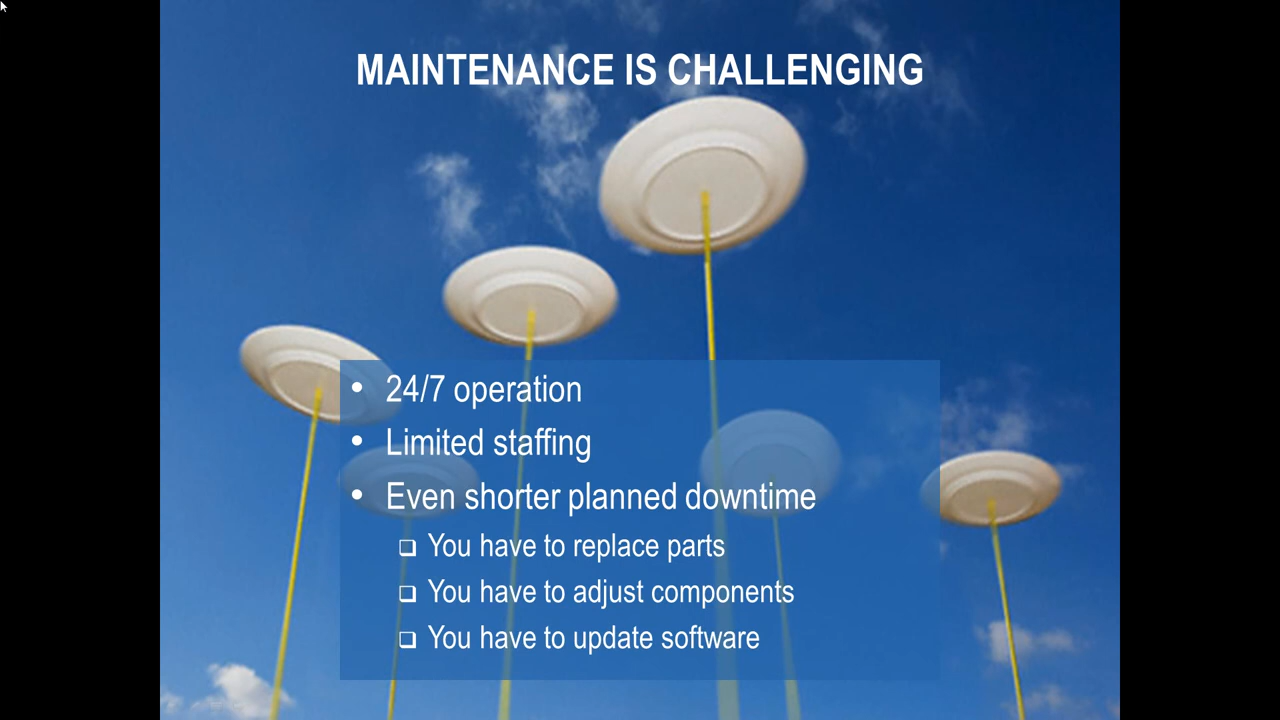 MAINTENANCE IS CHALLENGING
• 24/7 operation
• Limited staffing
• Even shorter planned downtime
❑ You have to replace parts
❑ You have to adjust components
❑ You have to update software